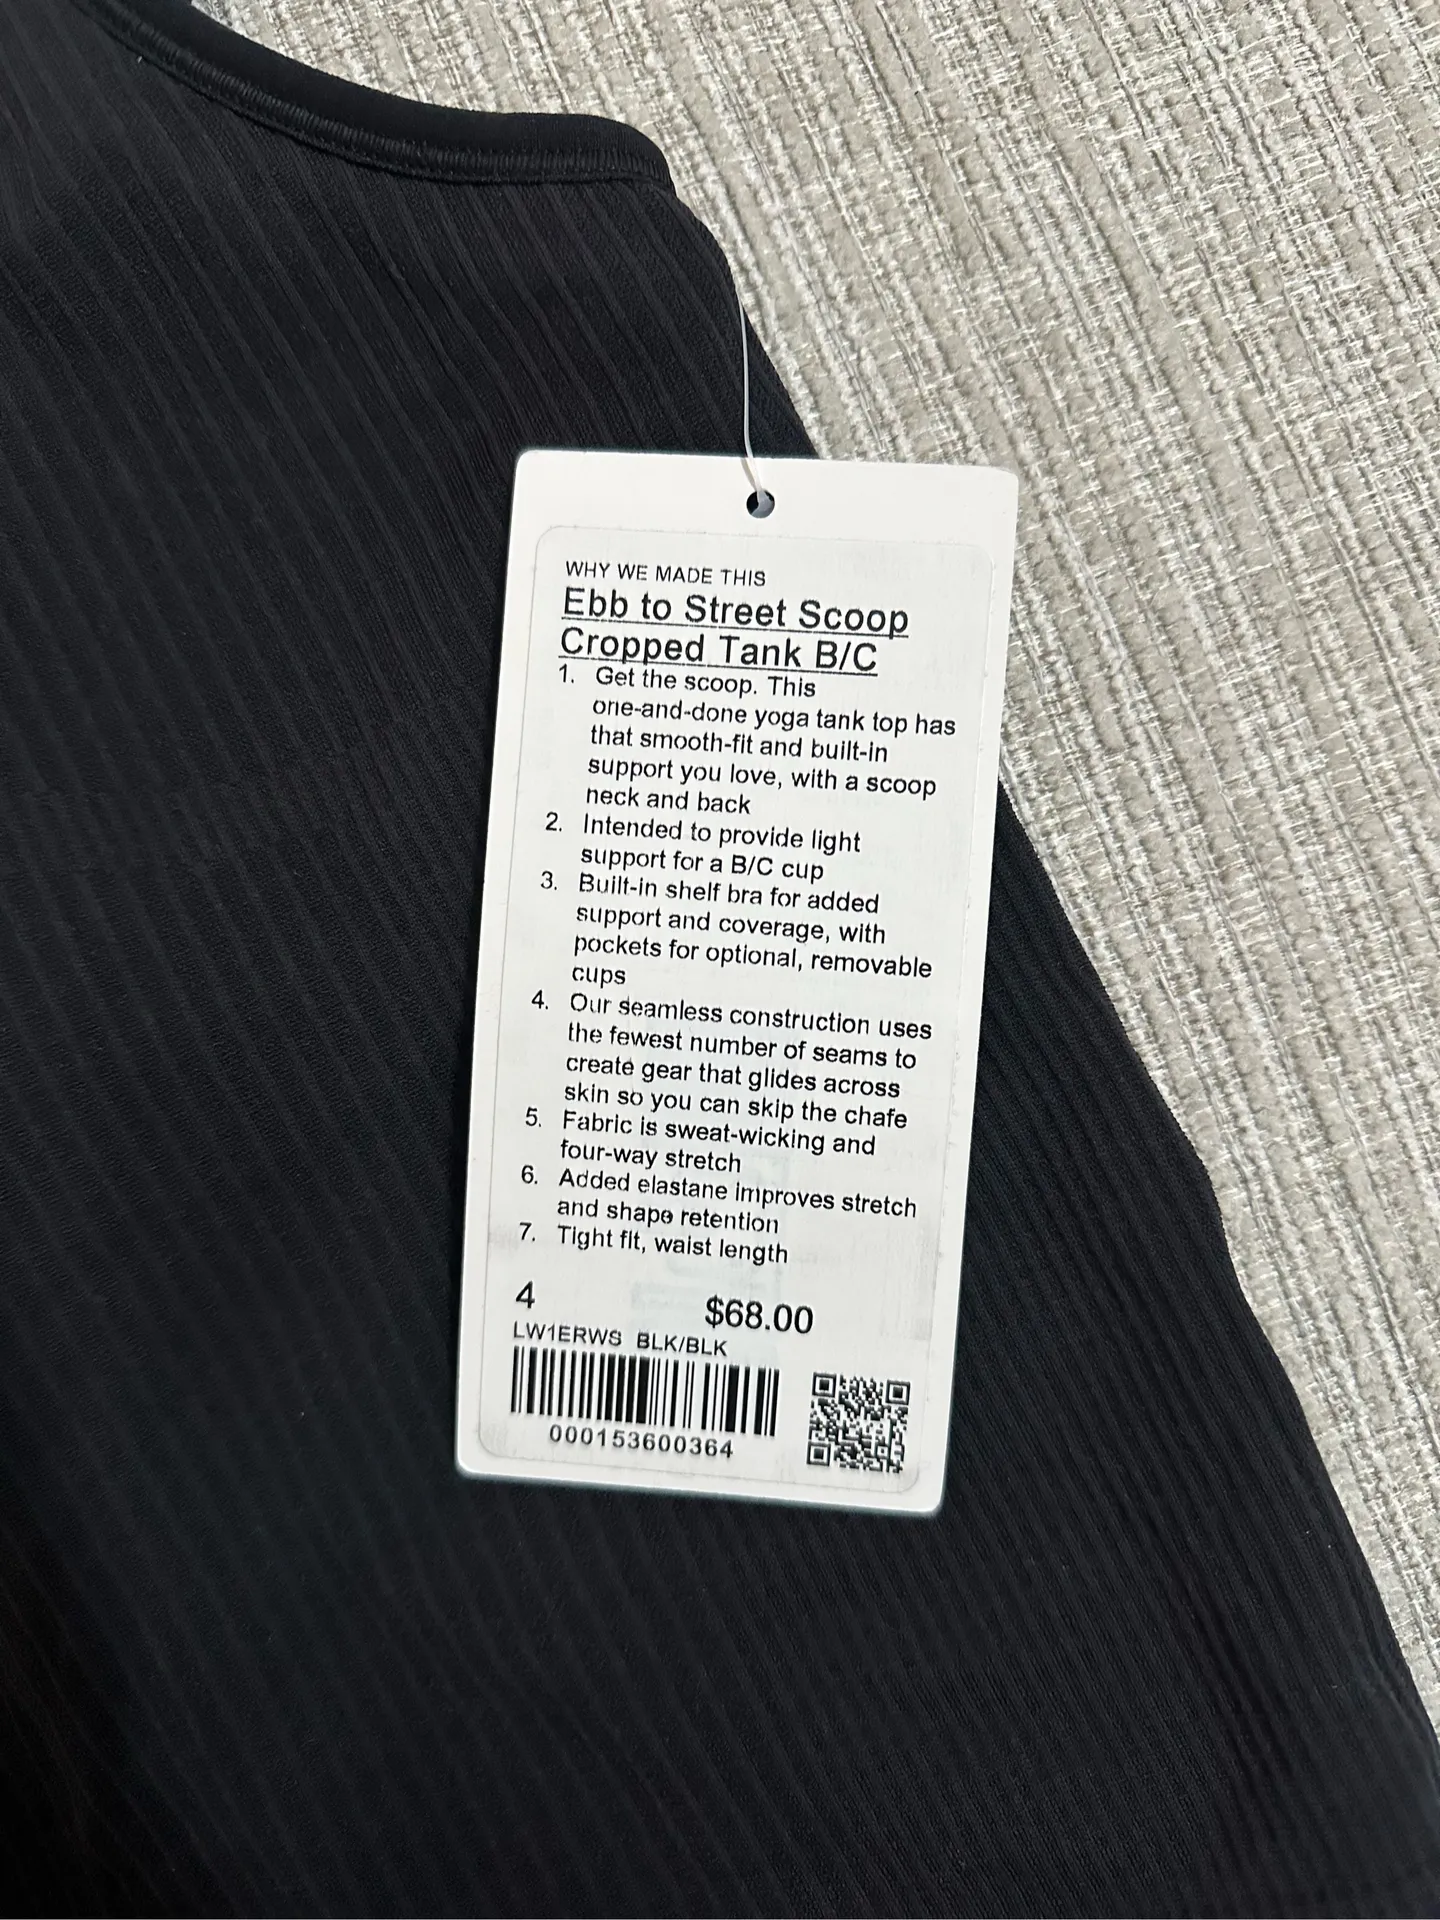 WHY WE MADE THIS
Ebb to Street Scoop
Cropped Tank B/C
1. Get the scoop. This
one-and-done yoga tank top has
that smooth-fit and built-in
support you love, with a scoop
neck and back
2. Intended to provide light
support for a B/C cup
3. Built-in shelf bra for added
support and coverage, with
pockets for optional, removable
cups
4. Our seamless construction uses
the fewest number of seams to
create gear that glides across
skin so you can skip the chafe
5. Fabric is sweat-wicking and
four-way stretch
6. Added elastane improves stretch
and shape retention
7. Tight fit, waist length
4 $68.00
LW1ERWS BLK/BLK
000153600364